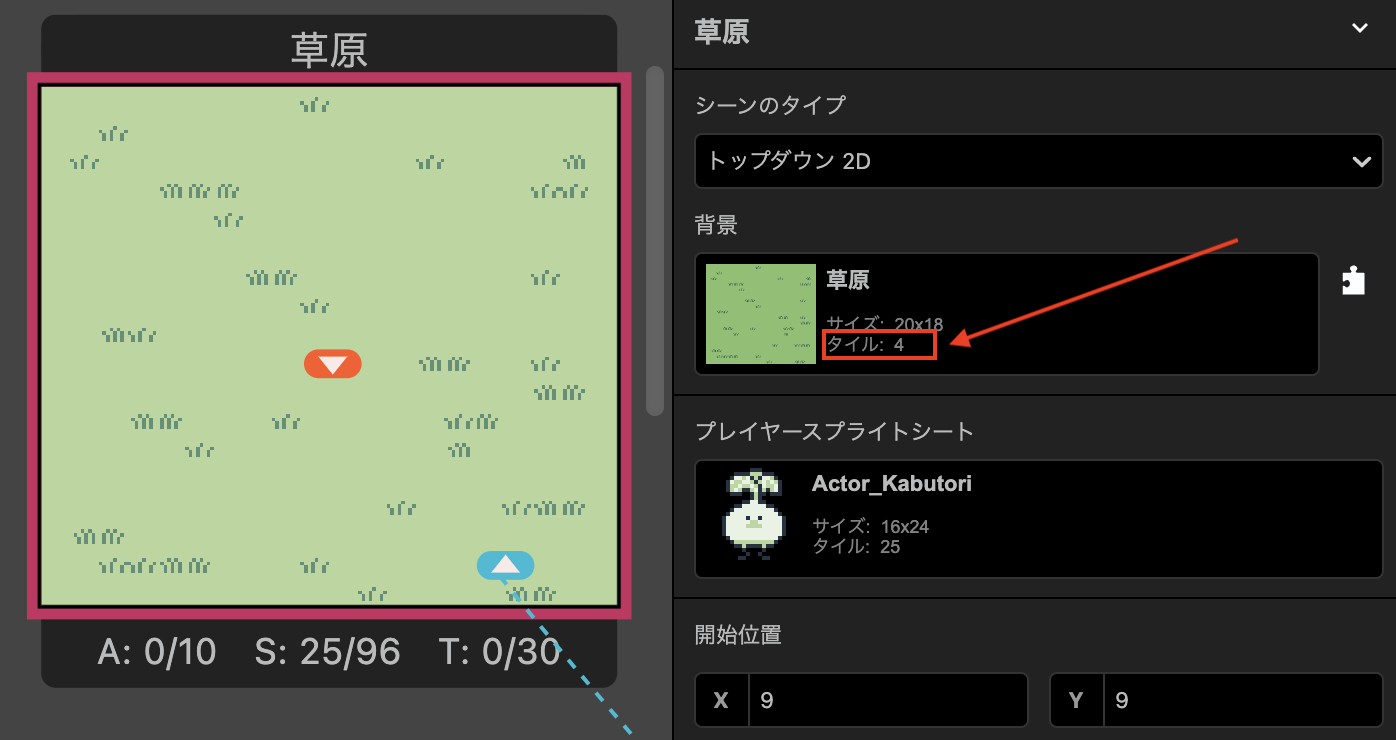 草原
A: 0/10 S: 25/96 T: 0/30
草原
シーンのタイプ
トップダウン 2D
背景
草原
サイズ: 20x18
タイル: 4
プレイヤースプライトシート
Actor_Kabutori
サイズ: 16x24
タイル: 25
開始位置
X 9 Y 9